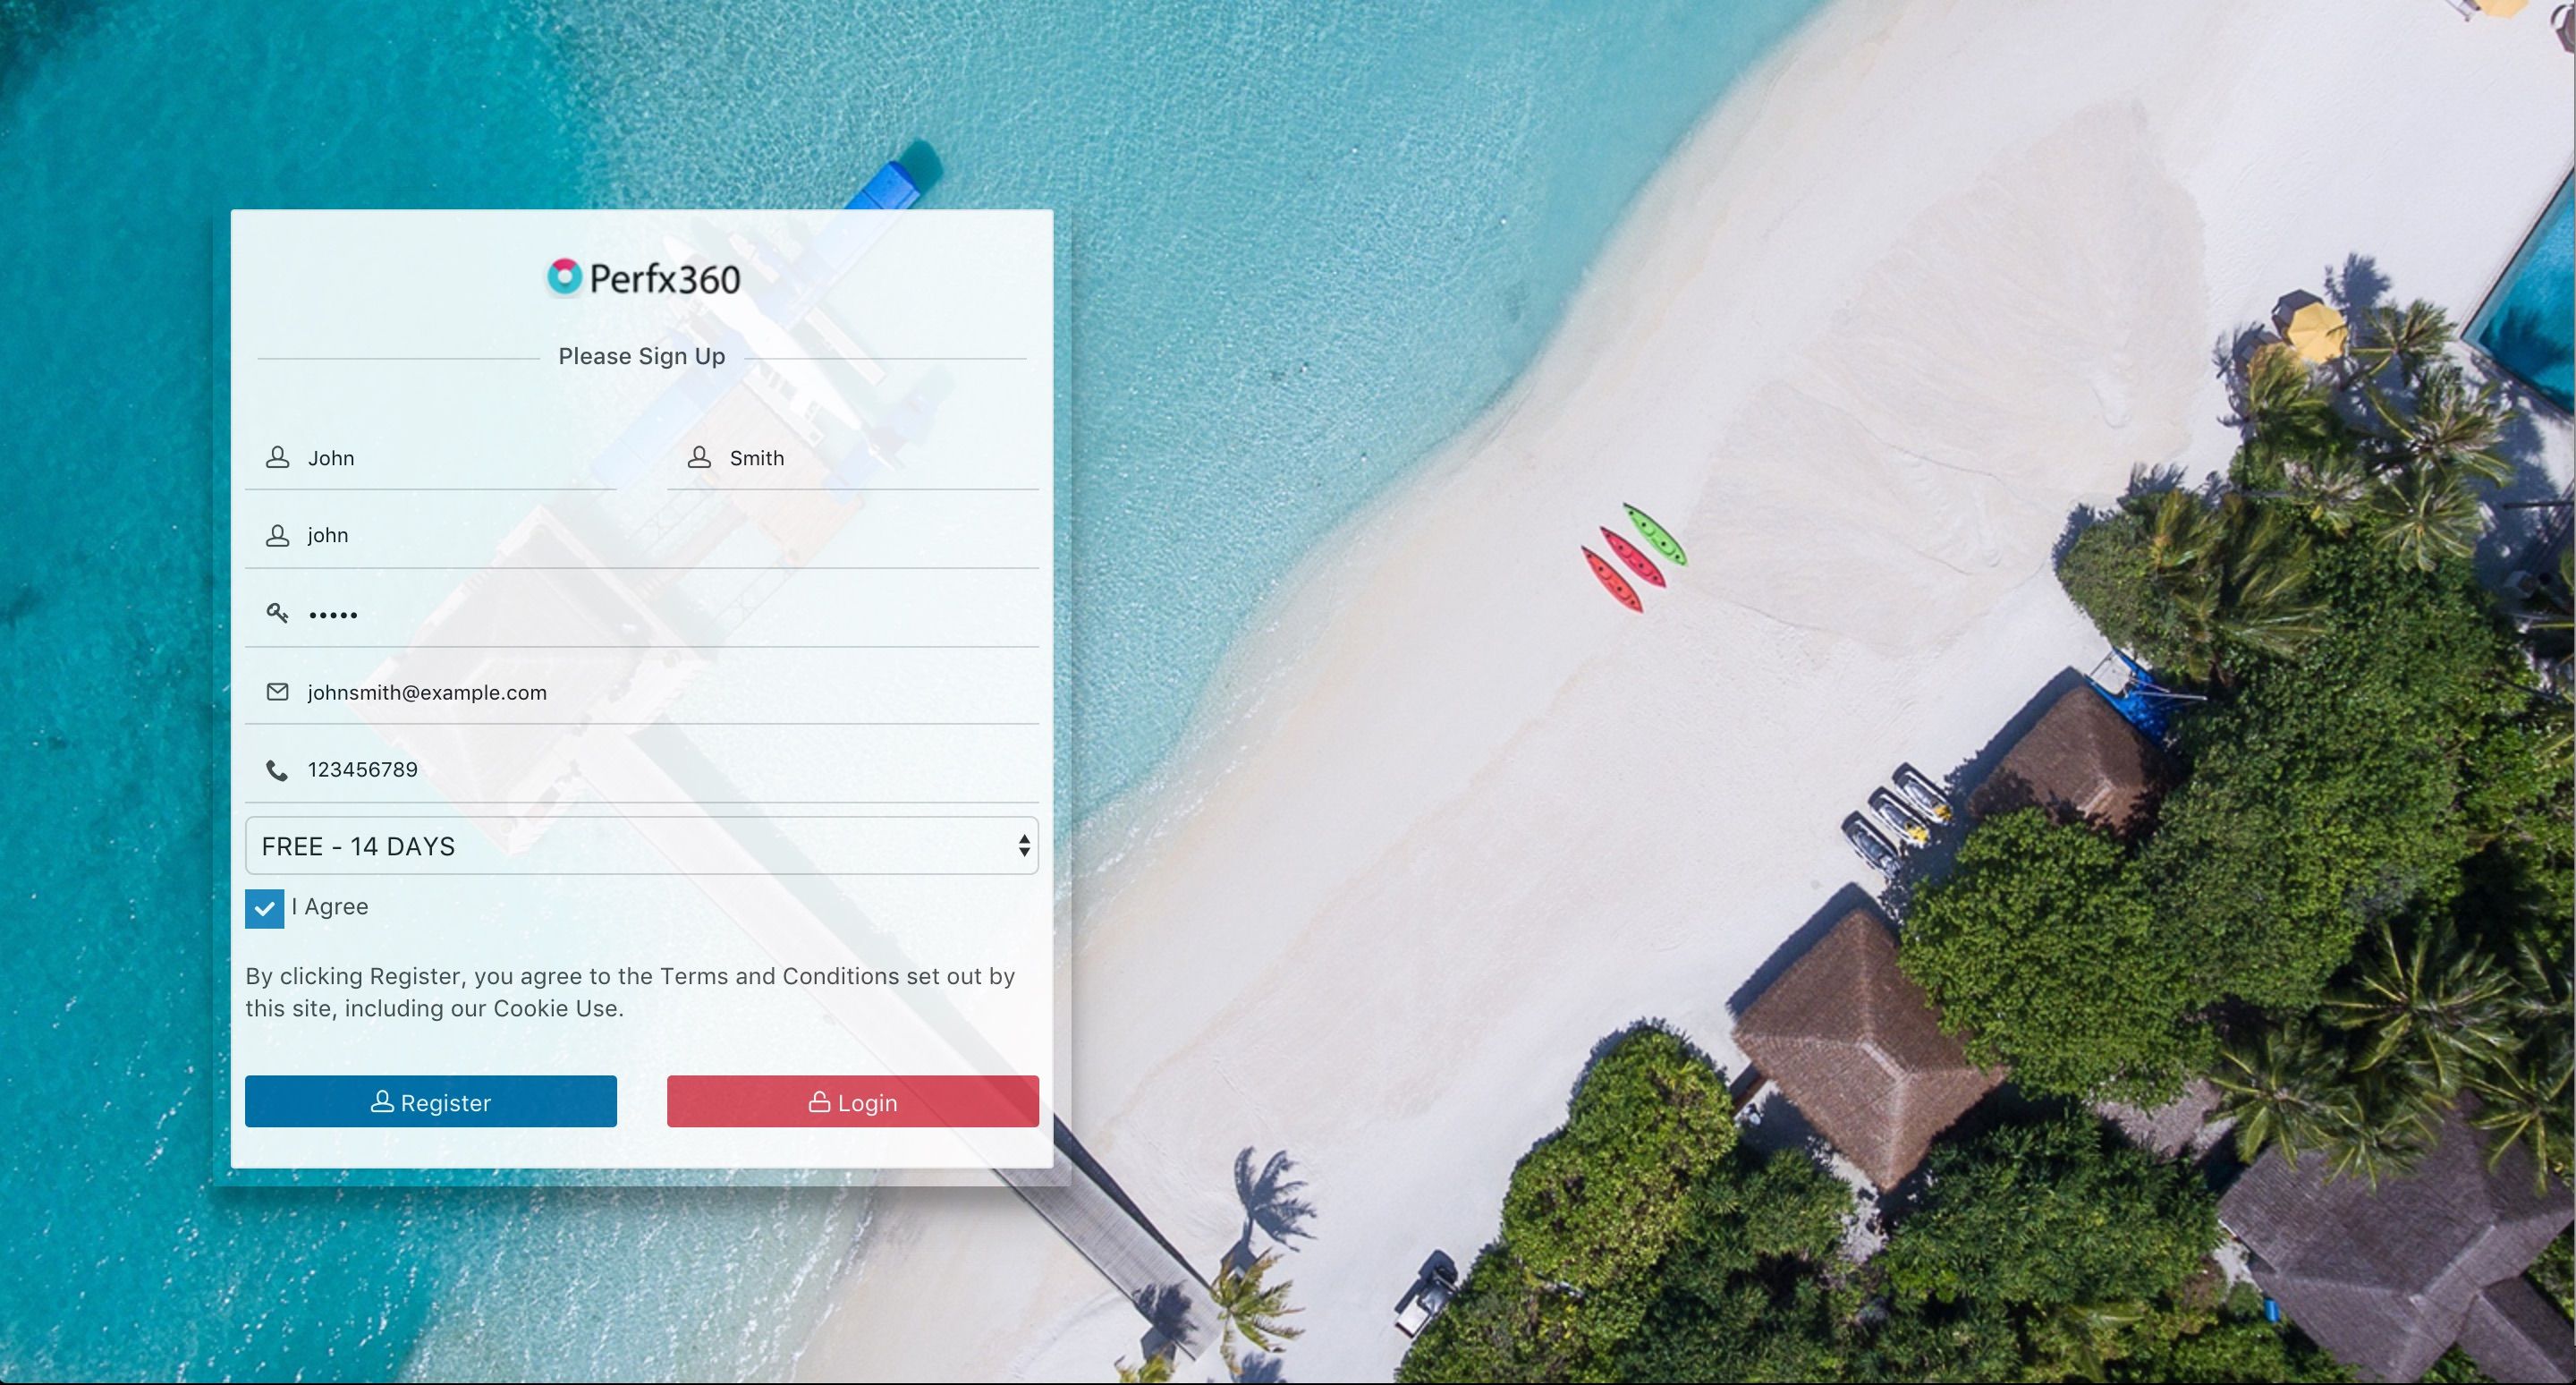 Perfx360
Please Sign Up
John
Smith
john
•••••
johnsmith@example.com
123456789
FREE - 14 DAYS
I Agree
By clicking Register, you agree to the Terms and Conditions set out by
this site, including our Cookie Use.
Register
Login